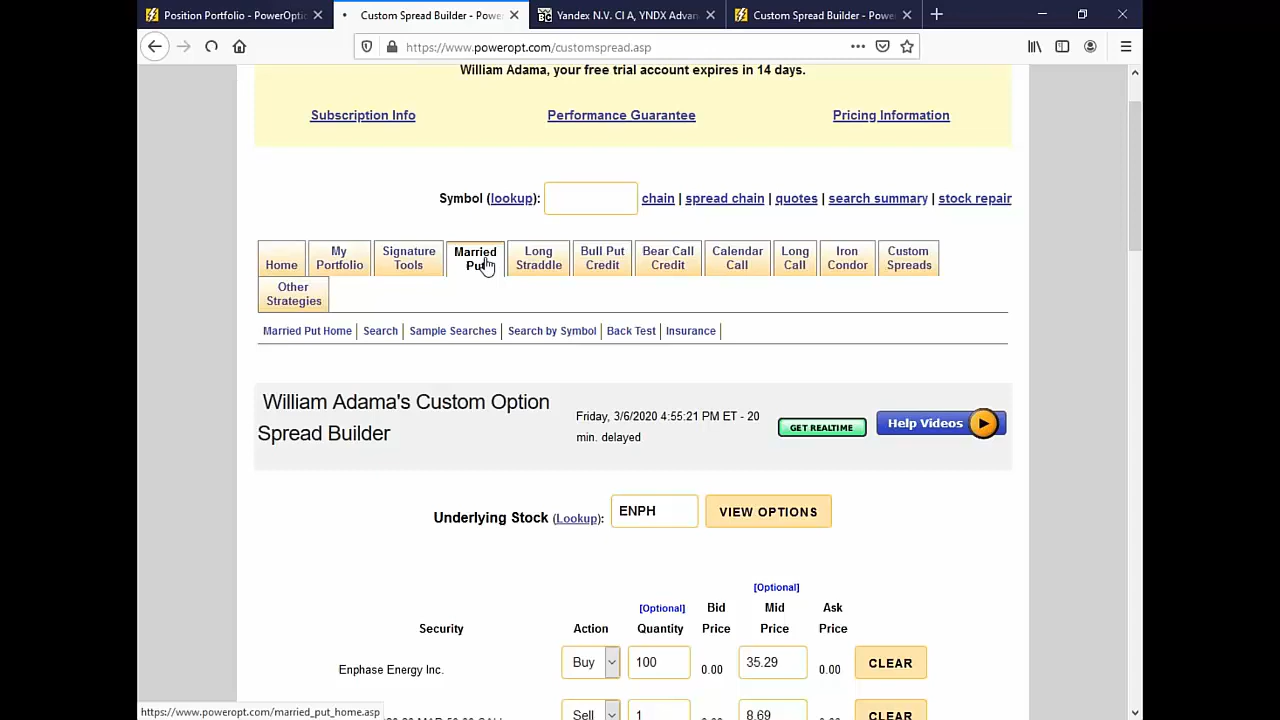 Position Portfolio - PowerOptio
Custom Spread Builder - Powe
Yandex N.V. Cl A, YNDX Advan
Custom Spread Builder - Powe
https://www.poweropt.com/customspread.asp
William Adama, your free trial account expires in 14 days.
Subscription Info
Performance Guarantee
Pricing Information
Symbol (lookup):
chain | spread chain | quotes | search summary | stock repair
Home
My Portfolio
Signature Tools
Married Put
Long Straddle
Bull Put Credit
Bear Call Credit
Calendar Call
Long Call
Iron Condor
Custom Spreads
Other Strategies
Married Put Home | Search | Sample Searches | Search by Symbol | Back Test | Insurance |
William Adama's Custom Option
Spread Builder
Friday, 3/6/2020 4:55:21 PM ET - 20
min. delayed
GET REALTIME
Help Videos
Underlying Stock (Lookup):
ENPH
VIEW OPTIONS
[Optional]
[Optional] Bid Mid Ask
Security Action Quantity Price Price Price
Enphase Energy Inc. Buy 100 0.00 35.29 0.00 CLEAR
Sell 1 8.69 CLEAR
https://www.poweropt.com/married_put_home.asp